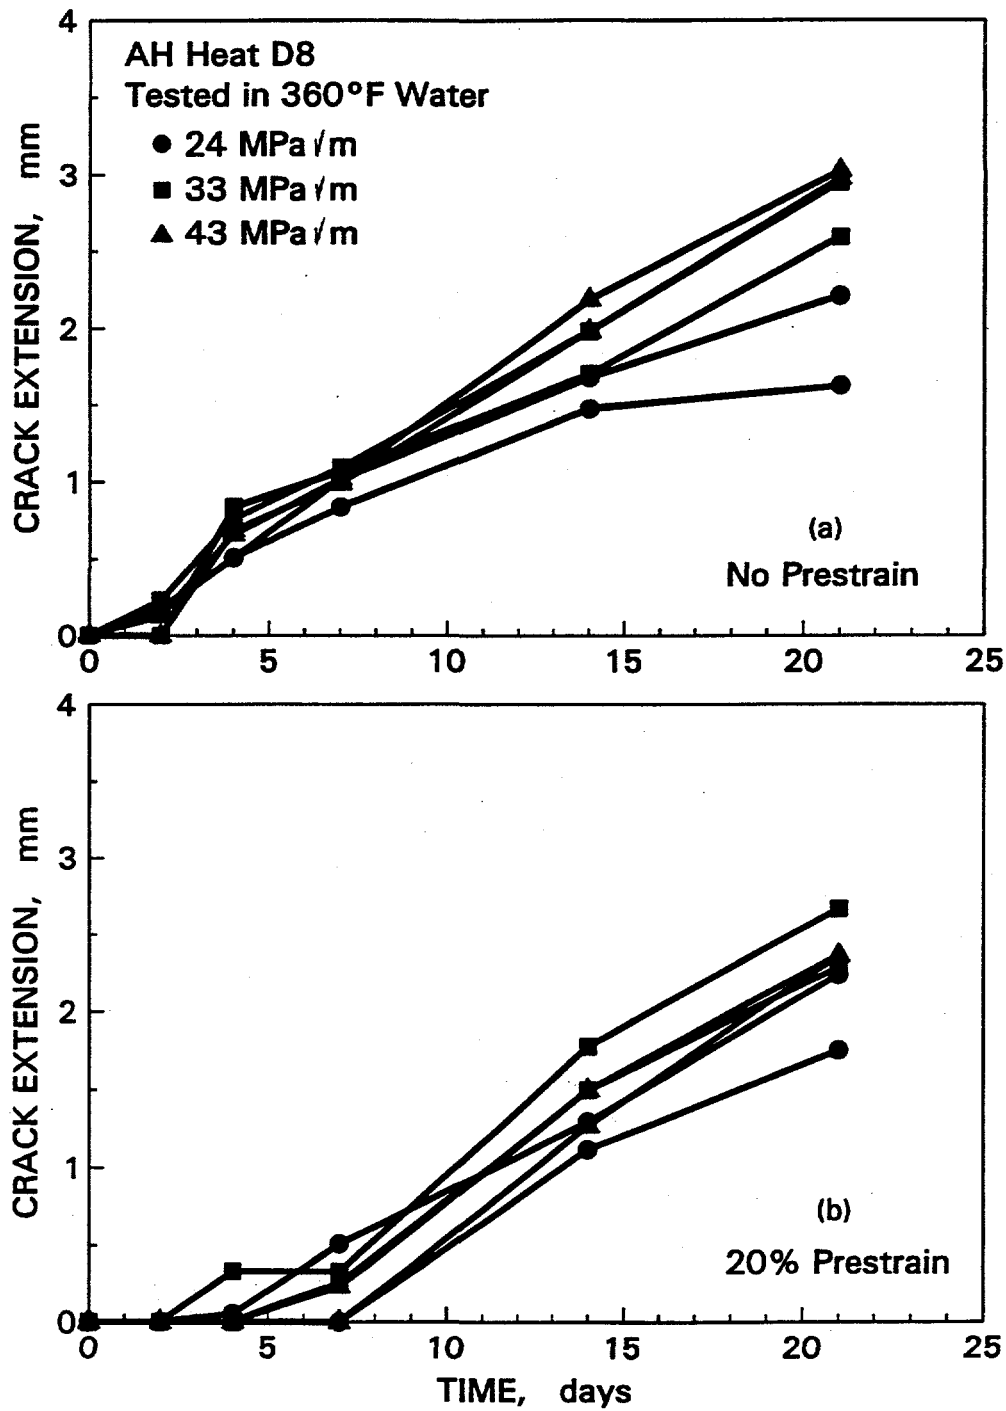 4
AH Heat D8
Tested in 360°F Water
● 24 MPa√m
■ 33 MPa√m
▲ 43 MPa√m
3
2
1
0
CRACK EXTENSION, mm
(a)
No Prestrain
0 5 10 15 20 25
4
3
2
1
0
CRACK EXTENSION, mm
(b)
20% Prestrain
0 5 10 15 20 25
TIME, days